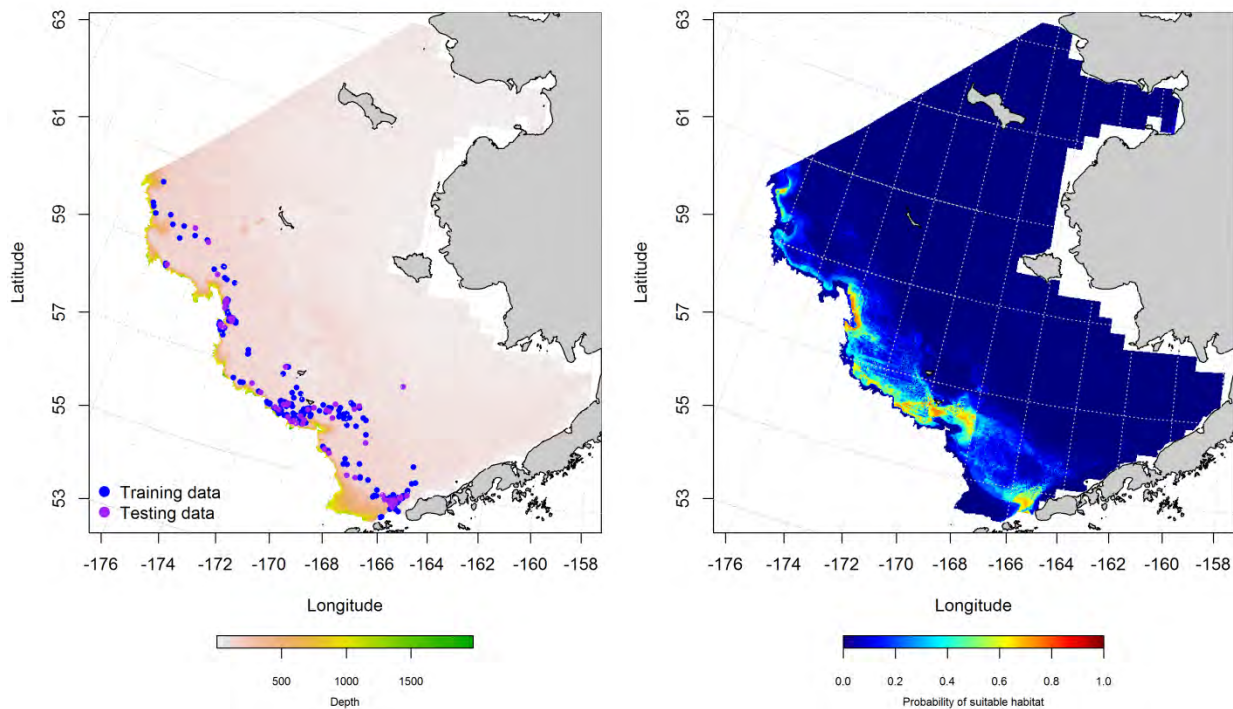 63
61
59
57
55
53
Latitude
Training data
Testing data
-176 -174 -172 -170 -168 -166 -164 -162 -160 -158
Longitude
500 1000 1500
Depth
63
61
59
57
55
53
Latitude
-176 -174 -172 -170 -168 -166 -164 -162 -160 -158
Longitude
0.0 0.2 0.4 0.6 0.8 1.0
Probability of suitable habitat